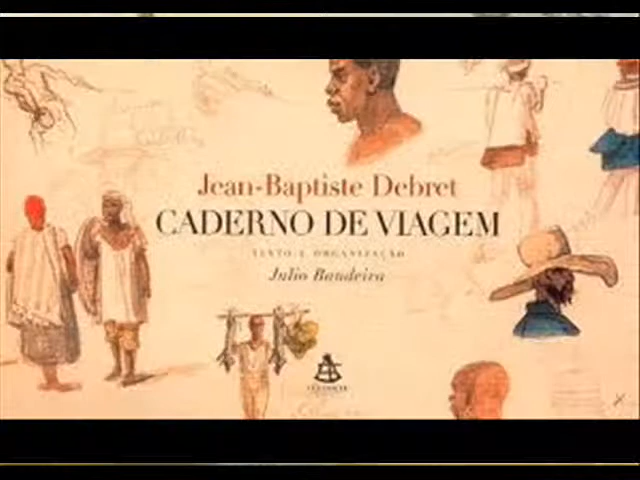 Jean-Baptiste Debret
CADERNO DE VIAGEM
TEXTO E ORGANIZAÇÃO
Julio Bandeira